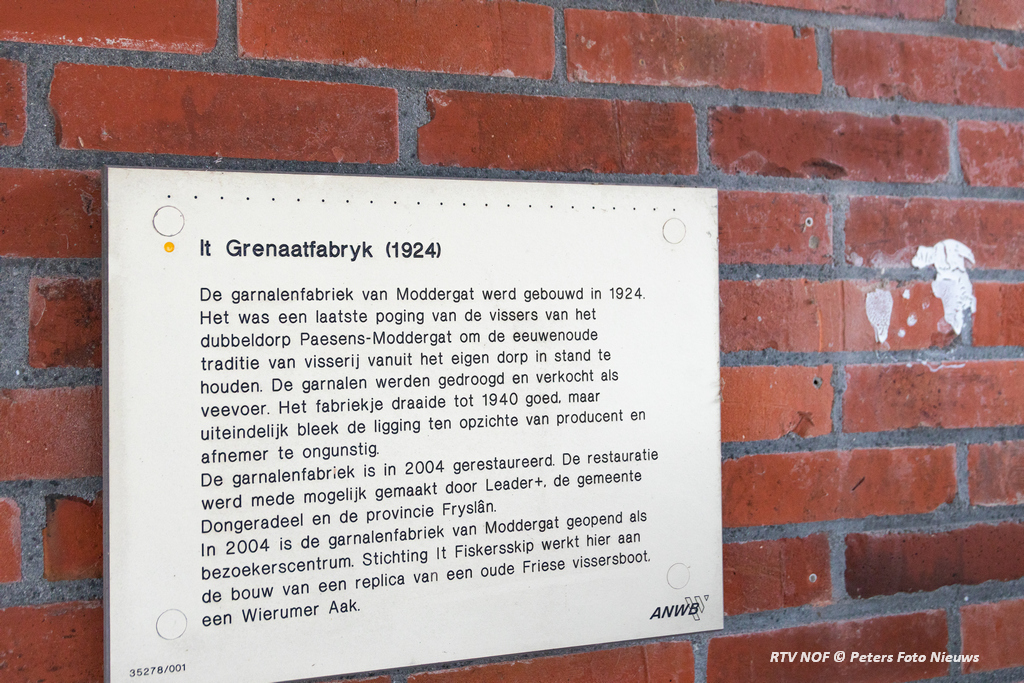 It Grenaatfabryk (1924)
De garnalenfabriek van Moddergat werd gebouwd in 1924.
Het was een laatste poging van de vissers van het
dubbeldorp Paesens-Moddergat om de eeuwenoude
traditie van visserij vanuit het eigen dorp in stand te
houden. De garnalen werden gedroogd en verkocht als
veevoer. Het fabriekje draaide tot 1940 goed, maar
uiteindelijk bleek de ligging ten opzichte van producent en
afnemer te ongunstig.
De garnalenfabriek is in 2004 gerestaureerd. De restauratie
werd mede mogelijk gemaakt door Leader+, de gemeente
Dongeradeel en de provincie Fryslân.
In 2004 is de garnalenfabriek van Moddergat geopend als
bezoekerscentrum. Stichting It Fiskersskip werkt hier aan
de bouw van een replica van een oude Friese vissersboot,
een Wierumer Aak.
ANWB
35278/001
RTV NOF © Peters Foto Nieuws